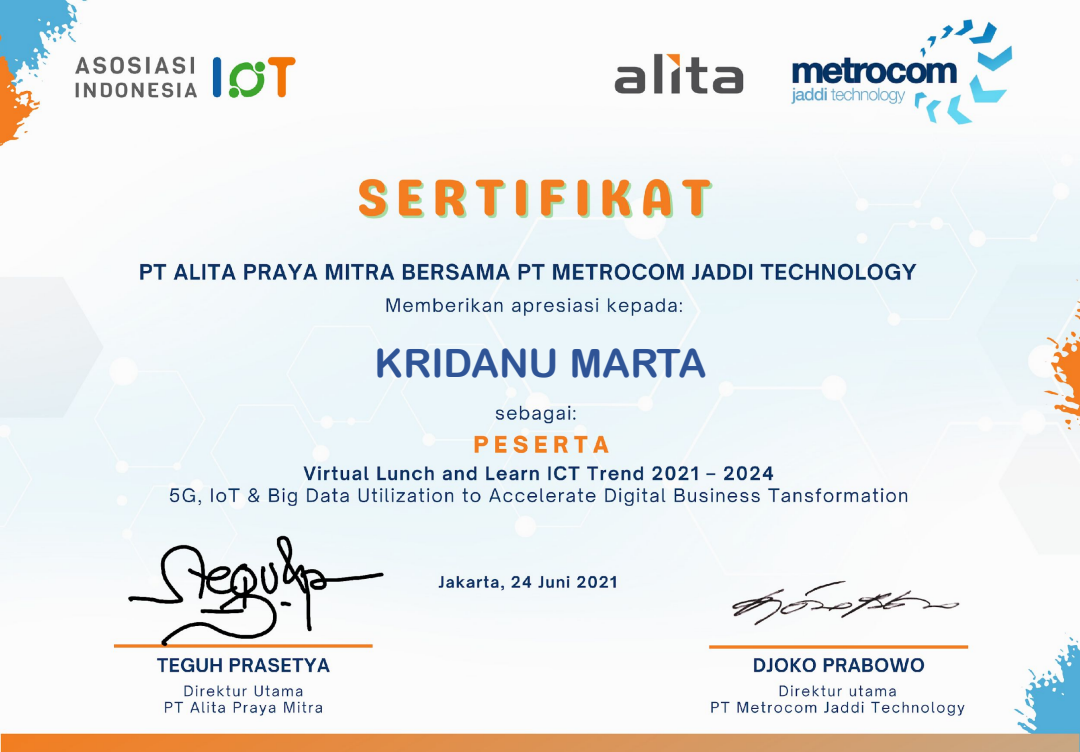 ASOSIASI
INDONESIA IoT
alita
metrocom
jaddi technology
SERTIFIKAT
PT ALITA PRAYA MITRA BERSAMA PT METROCOM JADDI TECHNOLOGY
Memberikan apresiasi kepada:
KRIDANU MARTA
sebagai:
PESERTA
Virtual Lunch and Learn ICT Trend 2021 – 2024
5G, IoT & Big Data Utilization to Accelerate Digital Business Tansformation
Jakarta, 24 Juni 2021
TEGUH PRASETYA
Direktur Utama
PT Alita Praya Mitra
DJOKO PRABOWO
Direktur utama
PT Metrocom Jaddi Technology